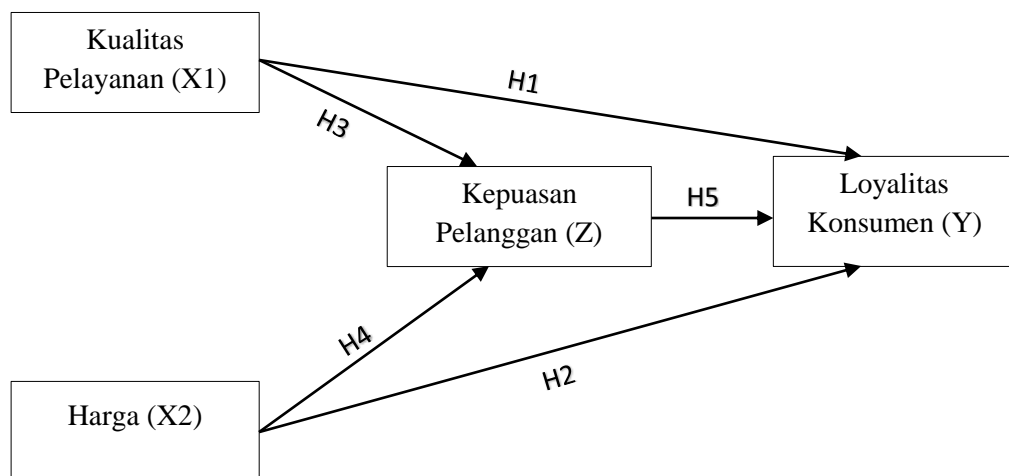 Kualitas
Pelayanan (X1)
H1
H3
Kepuasan
Pelanggan (Z)
H5
Loyalitas
Konsumen (Y)
H4
H2
Harga (X2)